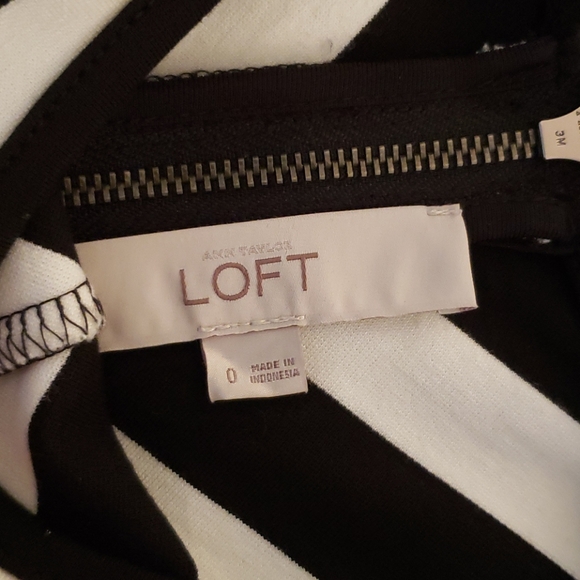 3M
ANN TAYLOR
LOFT
0
MADE IN
INDONESIA